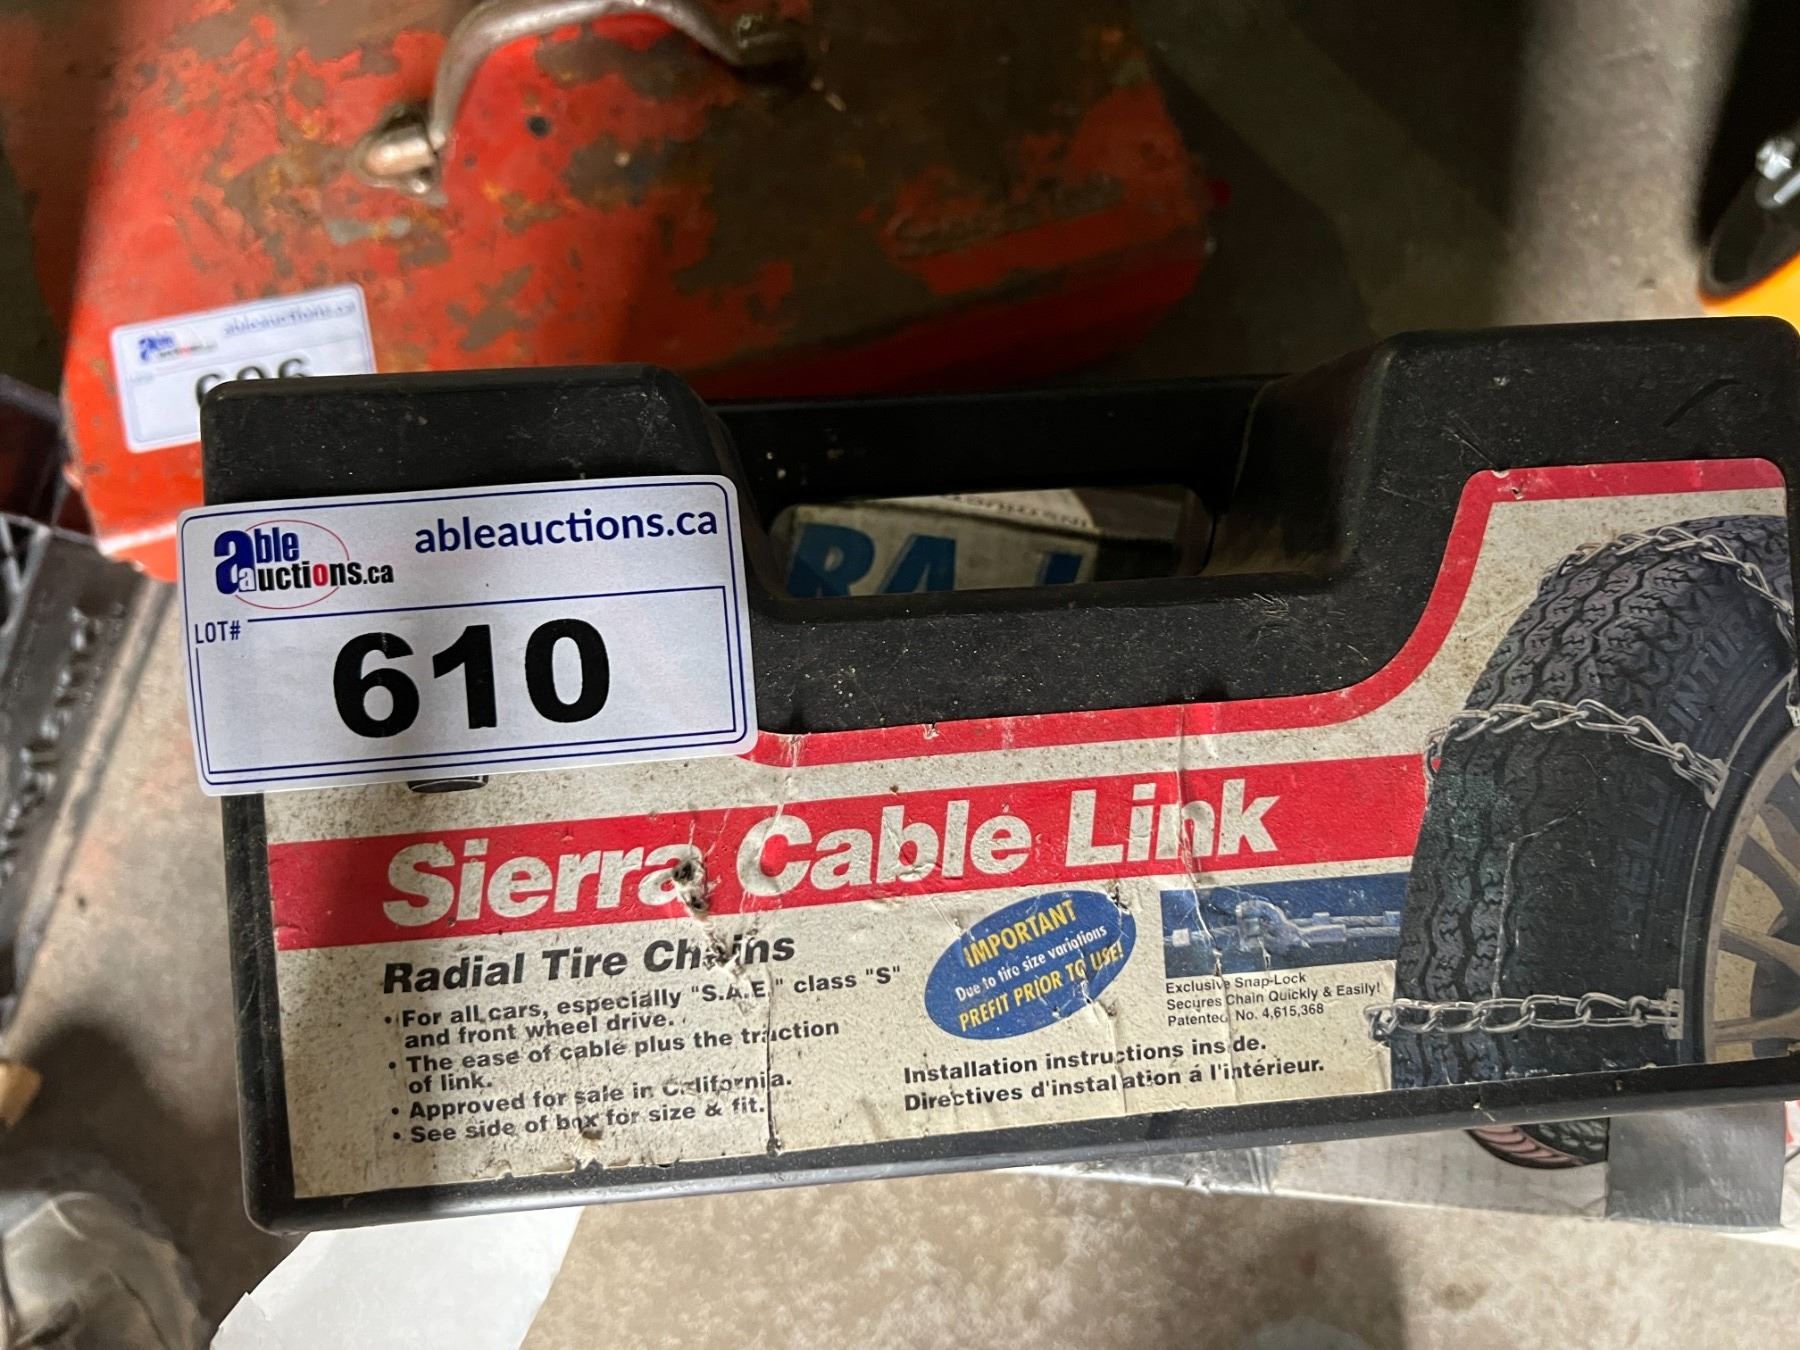 ableauctions.ca
able auctions.ca
ableauctions.ca
LOT#
610
Sierra Cable Link
Radial Tire Chains
• For all cars, especially "S.A.E." class "S"
and front wheel drive.
• The ease of cable plus the traction
of link.
• Approved for sale in California.
• See side of box for size & fit.
IMPORTANT
Due to tire size variations
PREFIT PRIOR TO USE!
Exclusive Snap-Lock
Secures Chain Quickly & Easily!
Patented No. 4,615,368
Installation instructions inside.
Directives d'installation á l'intérieur.